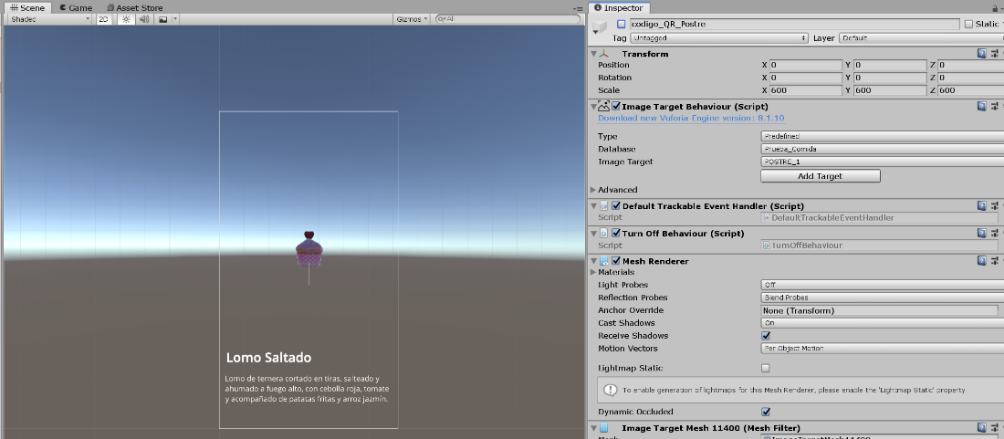 Scene Game Asset Store
Shaded 2D Gizmos All
Lomo Saltado
Lomo de ternera cortado en tiras, salteado y
ahumado a fuego alto, con cebolla roja, tomate
y acompañado de patatas fritas y arroz jazmín.
Inspector
codigo_QR_Postre Static
Tag Untagged Layer Default
Transform
Position X 0 Y 0 Z 0
Rotation X 0 Y 0 Z 0
Scale X 600 Y 600 Z 600
Image Target Behaviour (Script)
Download new Vuforia Engine version: 8.1.10
Type Predefined
Database Prueba_Comida
Image Target POSTRE_1
Add Target
Advanced
Default Trackable Event Handler (Script)
Script DefaultTrackableEventHandler
Turn Off Behaviour (Script)
Script TurnOffBehaviour
Mesh Renderer
Materials
Light Probes Off
Reflection Probes Blend Probes
Anchor Override None (Transform)
Cast Shadows On
Receive Shadows
Motion Vectors Per Object Motion
Lightmap Static
To enable generation of lightmaps for this Mesh Renderer, please enable the 'Lightmap Static' property
Dynamic Occluded
Image Target Mesh 11400 (Mesh Filter)